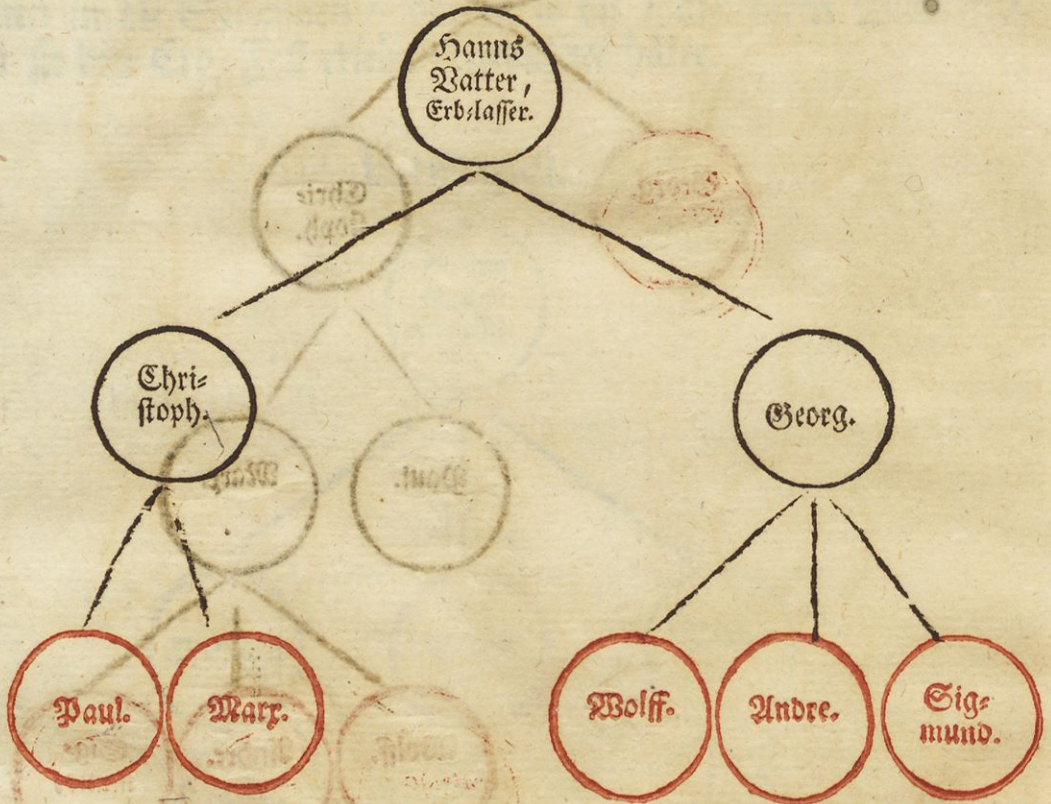 Hanns
Vatter,
Erb⸗lasser.
Chri⸗
stoph.
Georg.
Paul.
Marx.
Wolff.
Andre.
Sig⸗
mund.